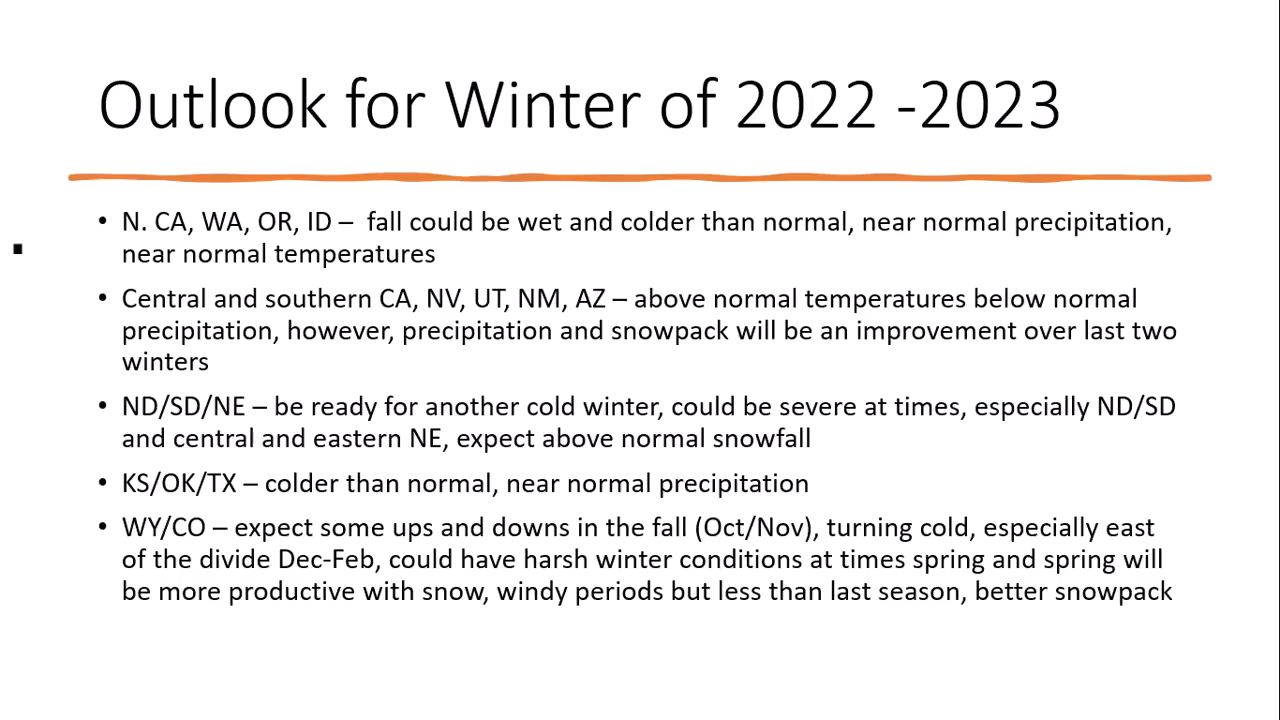 Outlook for Winter of 2022 -2023
• N. CA, WA, OR, ID –  fall could be wet and colder than normal, near normal precipitation,
near normal temperatures
• Central and southern CA, NV, UT, NM, AZ – above normal temperatures below normal
precipitation, however, precipitation and snowpack will be an improvement over last two
winters
• ND/SD/NE – be ready for another cold winter, could be severe at times, especially ND/SD
and central and eastern NE, expect above normal snowfall
• KS/OK/TX – colder than normal, near normal precipitation
• WY/CO – expect some ups and downs in the fall (Oct/Nov), turning cold, especially east
of the divide Dec-Feb, could have harsh winter conditions at times spring and spring will
be more productive with snow, windy periods but less than last season, better snowpack